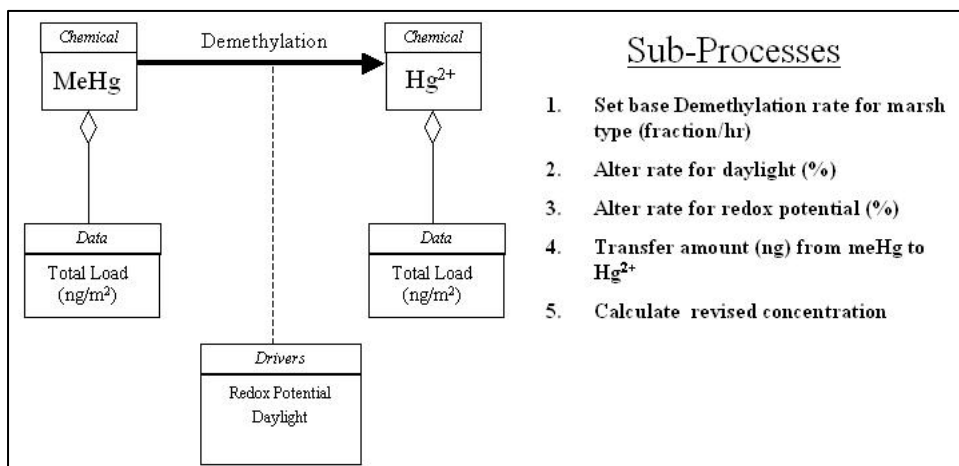 Chemical
MeHg
Demethylation
Chemical
Hg²⁺
Data
Total Load
(ng/m²)
Data
Total Load
(ng/m²)
Drivers
Redox Potential
Daylight
Sub-Processes
1. Set base Demethylation rate for marsh
type (fraction/hr)
2. Alter rate for daylight (%)
3. Alter rate for redox potential (%)
4. Transfer amount (ng) from meHg to
Hg²⁺
5. Calculate revised concentration